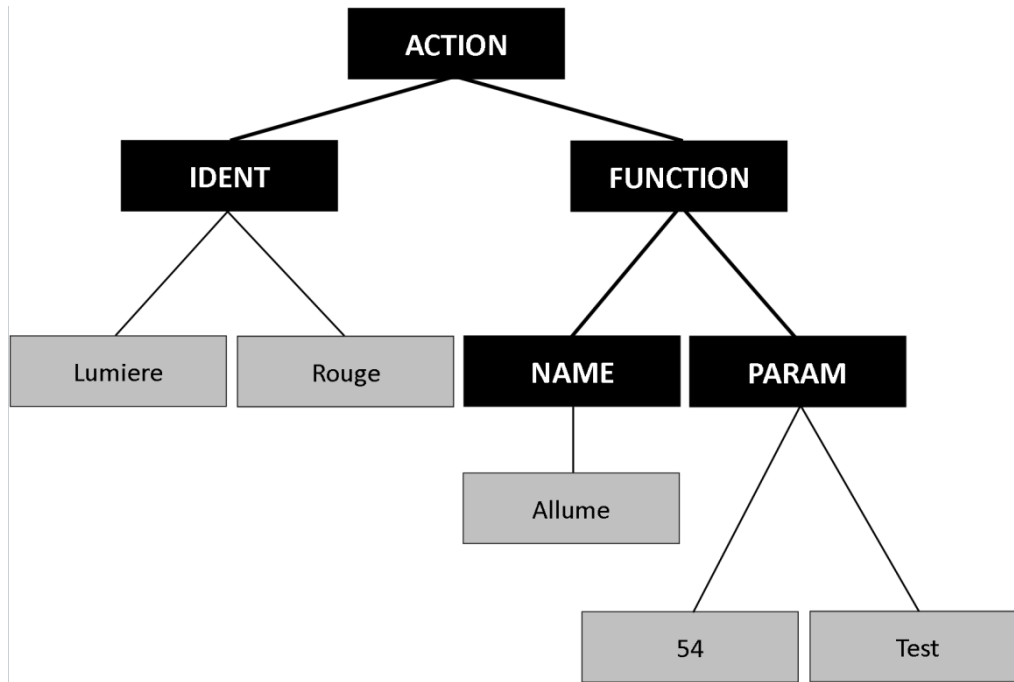 ACTION
IDENT
FUNCTION
Lumiere
Rouge
NAME
PARAM
Allume
54
Test